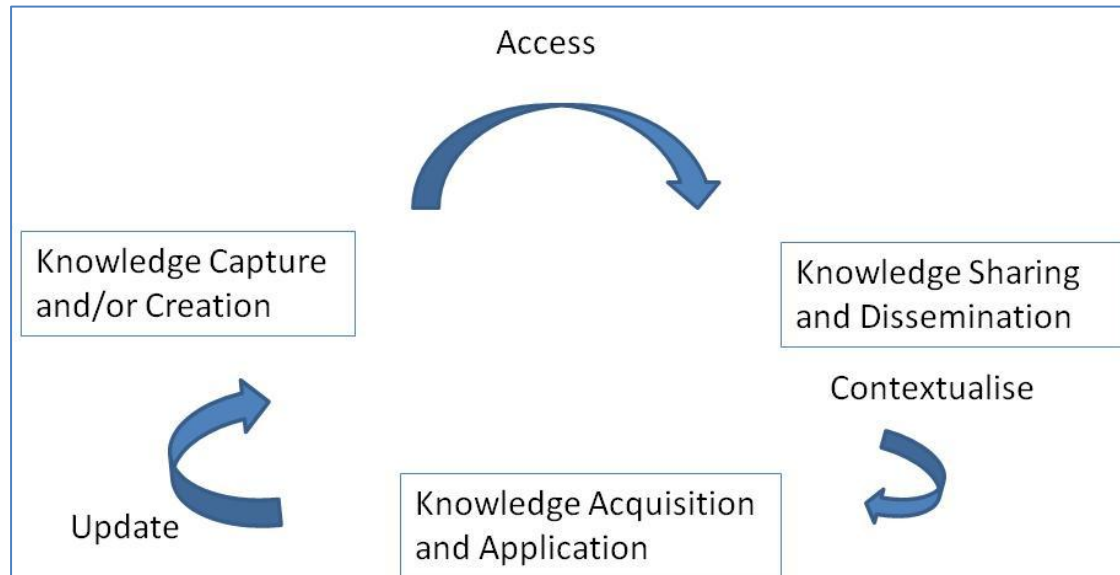 Access
Knowledge Capture
and/or Creation
Knowledge Sharing
and Dissemination
Contextualise
Knowledge Acquisition
and Application
Update